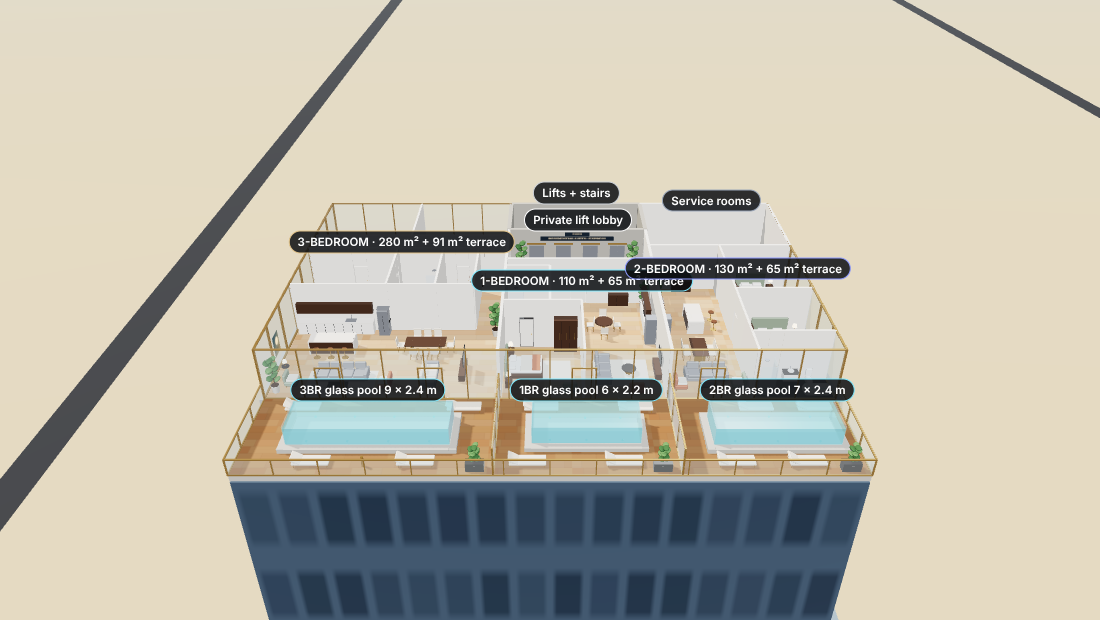 Lifts + stairs
Service rooms
Private lift lobby
3-BEDROOM · 280 m² + 91 m² terrace
2-BEDROOM · 130 m² + 65 m² terrace
1-BEDROOM · 110 m² + 65 m² terrace
3BR glass pool 9 × 2.4 m
1BR glass pool 6 × 2.2 m
2BR glass pool 7 × 2.4 m